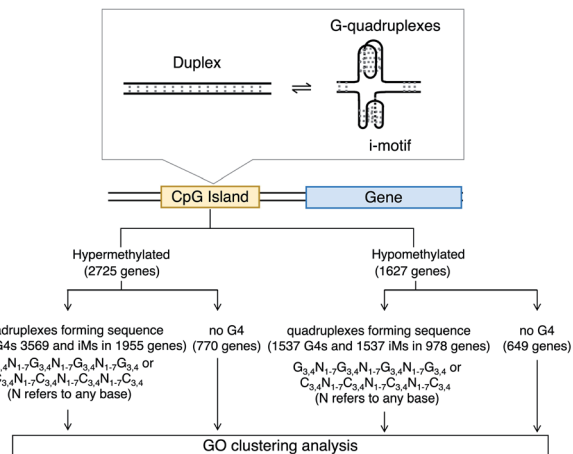 G-quadruplexes
Duplex
i-motif
CpG Island
Gene
Hypermethylated
(2725 genes)
Hypomethylated
(1627 genes)
forming sequence
3569 and iMs in 1955 genes)
no G4
(770 genes)
quadruplexes forming sequence
(1537 G4s and 1537 iMs in 978 genes)
no G4
(649 genes)
N₁₋₇G₃,₄N₁₋₇G₃,₄N₁₋₇G₃,₄ or
N₁₋₇C₃,₄N₁₋₇C₃,₄N₁₋₇C₃,₄
(N refers to any base)
G₃,₄N₁₋₇G₃,₄N₁₋₇G₃,₄N₁₋₇G₃,₄ or
C₃,₄N₁₋₇C₃,₄N₁₋₇C₃,₄N₁₋₇C₃,₄
(N refers to any base)
GO clustering analysis